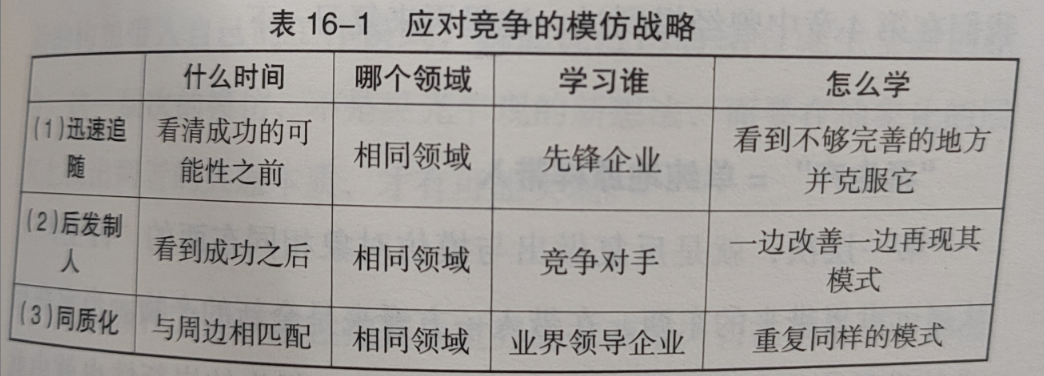 表 16-1 应对竞争的模仿战略
什么时间 哪个领域 学习谁 怎么学
(1)迅速追随 看清成功的可能性之前 相同领域 先锋企业 看到不够完善的地方并克服它
(2)后发制人 看到成功之后 相同领域 竞争对手 一边改善一边再现其模式
(3)同质化 与周边相匹配 相同领域 业界领导企业 重复同样的模式